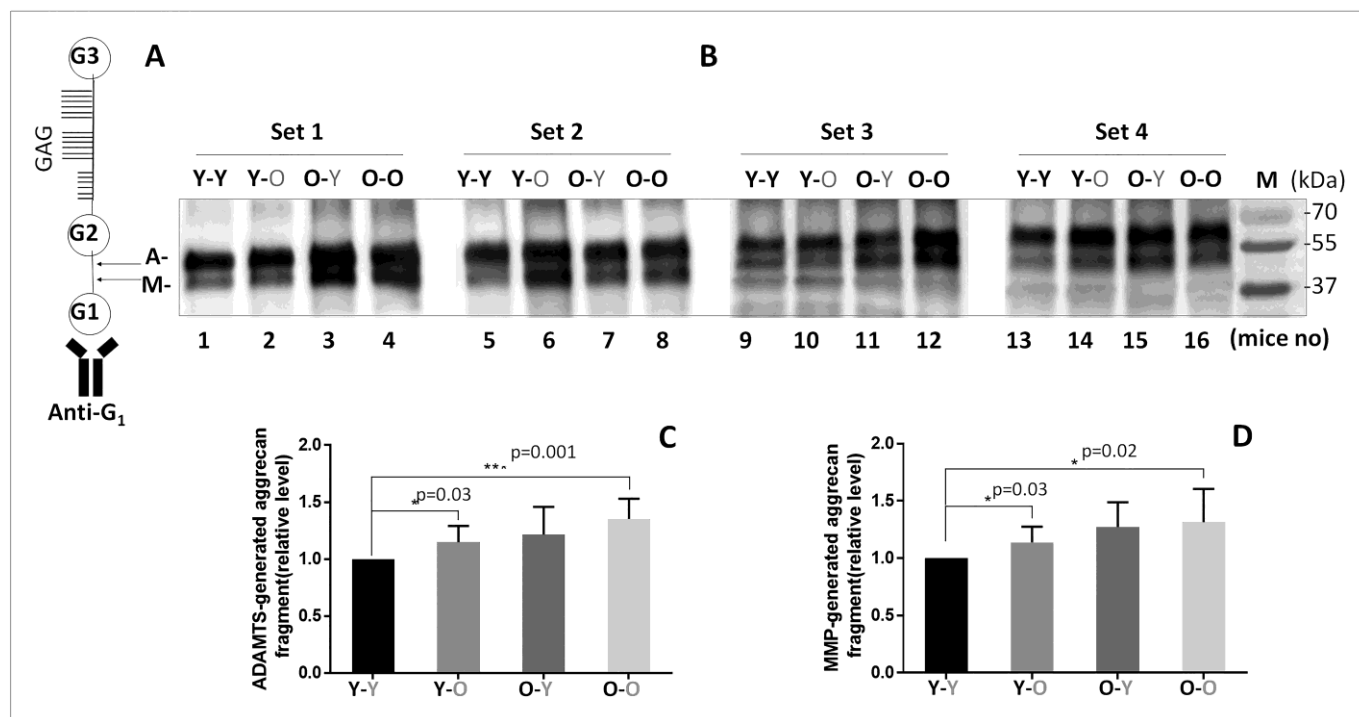 G3
A
B
GAG
Set 1
Set 2
Set 3
Set 4
Y-Y Y-O O-Y O-O
Y-Y Y-O O-Y O-O
Y-Y Y-O O-Y O-O
Y-Y Y-O O-Y O-O
M (kDa)
-70
G2
A-
-55
M-
-37
G1
1 2 3 4 5 6 7 8 9 10 11 12 13 14 15 16 (mice no)
Anti-G1
C
ADAMTS-generated aggrecan
fragment(relative level)
2.0
1.5
1.0
0.5
0.0
p=0.001
*p=0.03
Y-Y Y-O O-Y O-O
D
MMP-generated aggrecan
fragment(relative level)
2.0
1.5
1.0
0.5
0.0
* p=0.02
*p=0.03
Y-Y Y-O O-Y O-O